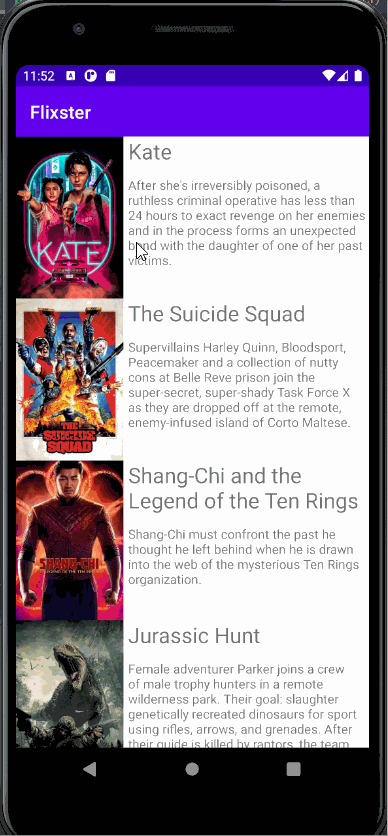 11:52
Flixster
Kate
After she's irreversibly poisoned, a
ruthless criminal operative has less than
24 hours to exact revenge on her enemies
and in the process forms an unexpected
bond with the daughter of one of her past
victims.
KATE
The Suicide Squad
Supervillains Harley Quinn, Bloodsport,
Peacemaker and a collection of nutty
cons at Belle Reve prison join the
super-secret, super-shady Task Force X
as they are dropped off at the remote,
enemy-infused island of Corto Maltese.
THE SUICIDE SQUAD
Shang-Chi and the
Legend of the Ten Rings
Shang-Chi must confront the past he
thought he left behind when he is drawn
into the web of the mysterious Ten Rings
organization.
SHANG-CHI
Jurassic Hunt
Female adventurer Parker joins a crew
of male trophy hunters in a remote
wilderness park. Their goal: slaughter
genetically recreated dinosaurs for sport
using rifles, arrows, and grenades. After
their guide is killed by raptors, the team